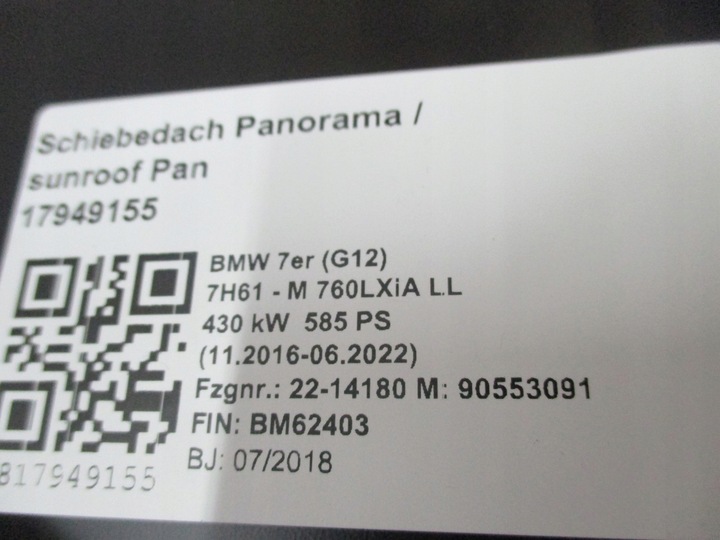 Schiebedach Panorama /
sunroof Pan
17949155
BMW 7er (G12)
7H61 - M 760LXiA LL
430 kW 585 PS
(11.2016-06.2022)
Fzgnr.: 22-14180 M: 90553091
FIN: BM62403
BJ: 07/2018
817949155